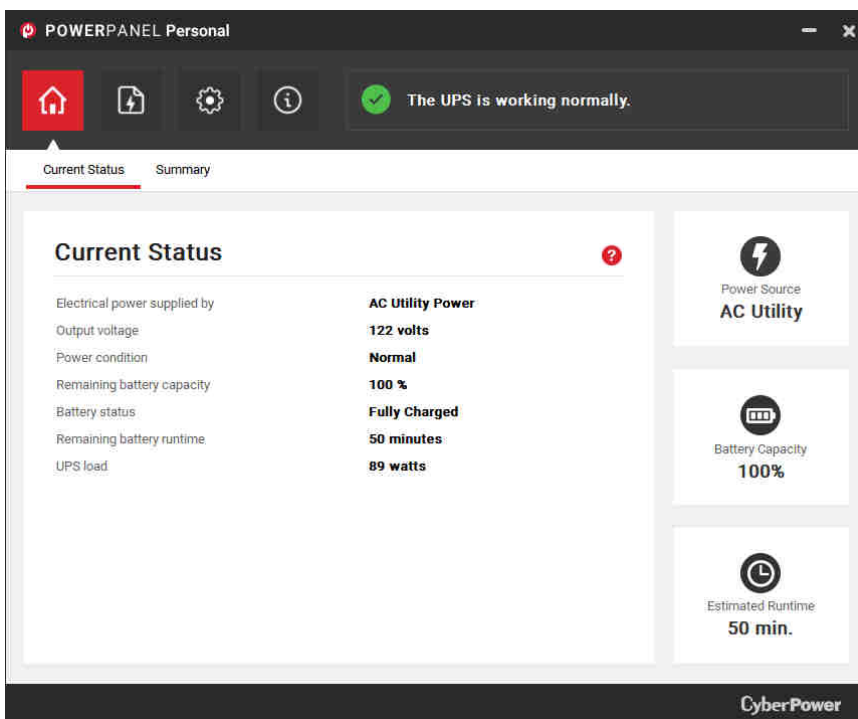 POWERPANEL Personal
The UPS is working normally.
Current Status Summary
Current Status
Electrical power supplied by AC Utility Power
Output voltage 122 volts
Power condition Normal
Remaining battery capacity 100 %
Battery status Fully Charged
Remaining battery runtime 50 minutes
UPS load 89 watts
Power Source
AC Utility
Battery Capacity
100%
Estimated Runtime
50 min.
CyberPower